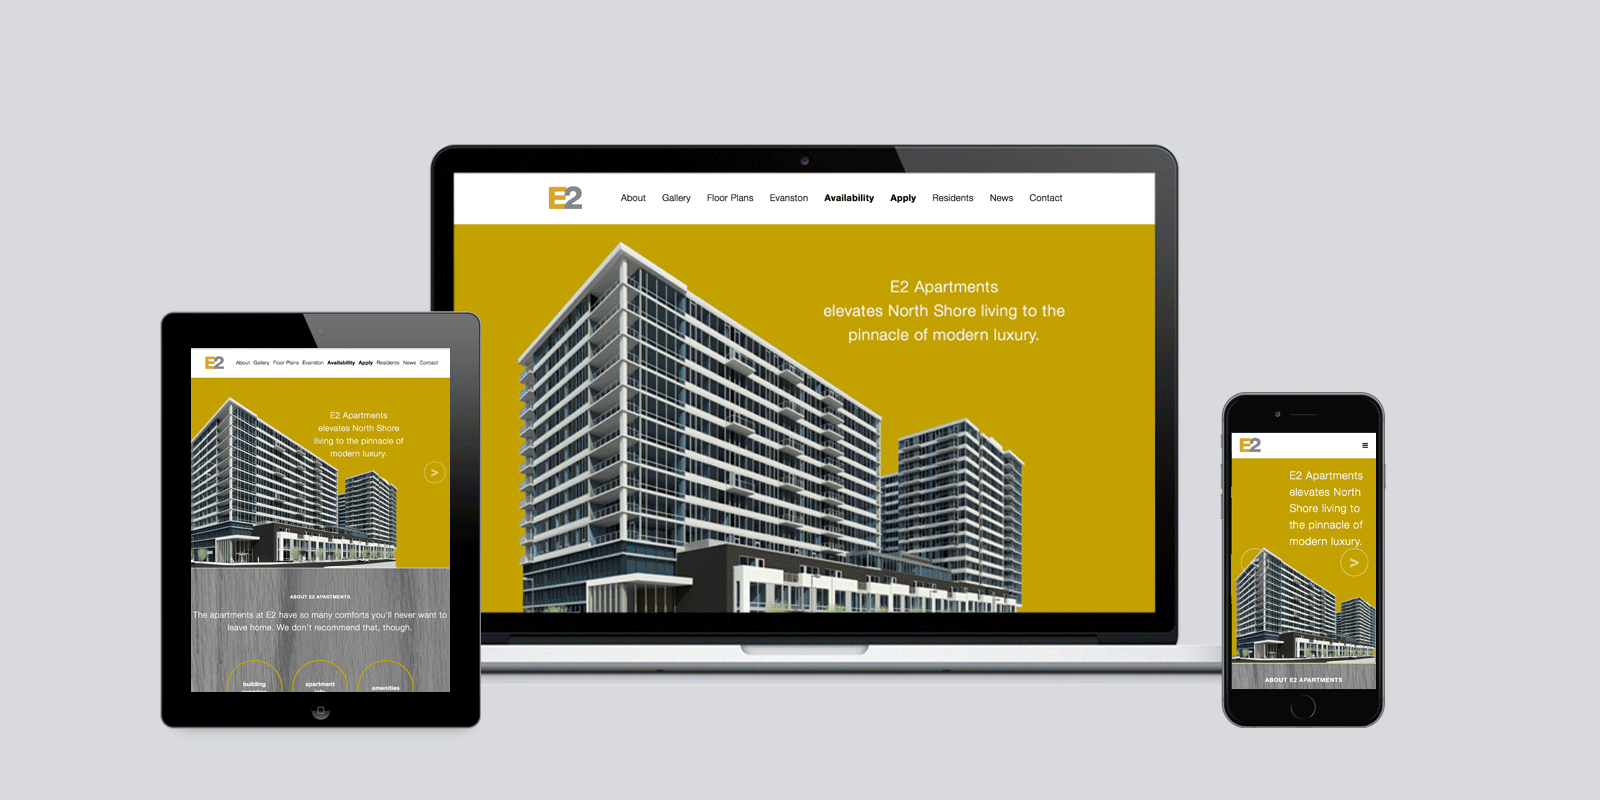 E2
About Gallery Floor Plans Evanston Availability Apply Residents News Contact
E2 Apartments
elevates North Shore living to the
pinnacle of modern luxury.
E2
About Gallery Floor Plans Evanston Availability Apply Residents News Contact
E2 Apartments
elevates North Shore
living to the pinnacle of
modern luxury.
>
ABOUT E2 APARTMENTS
The apartments at E2 have so many comforts you'll never want to
leave home. We don't recommend that, though.
building
apartment
amenities
E2
E2 Apartments
elevates North
Shore living to
the pinnacle of
modern luxury.
>
ABOUT E2 APARTMENTS